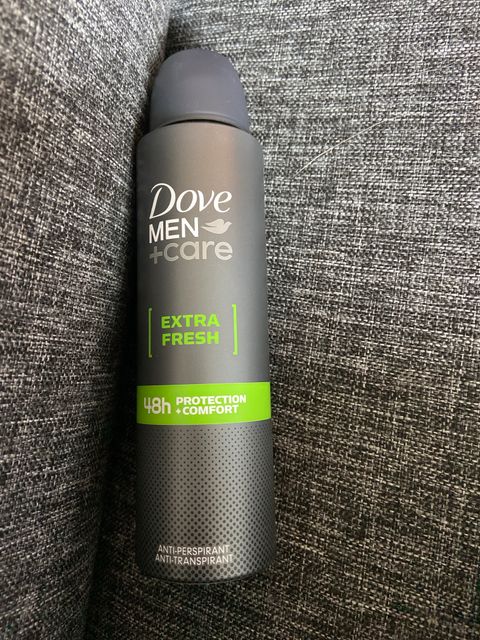 Dove
MEN
+care
EXTRA
FRESH
48h PROTECTION
+COMFORT
ANTI-PERSPIRANT
ANTI-TRANSPIRANT